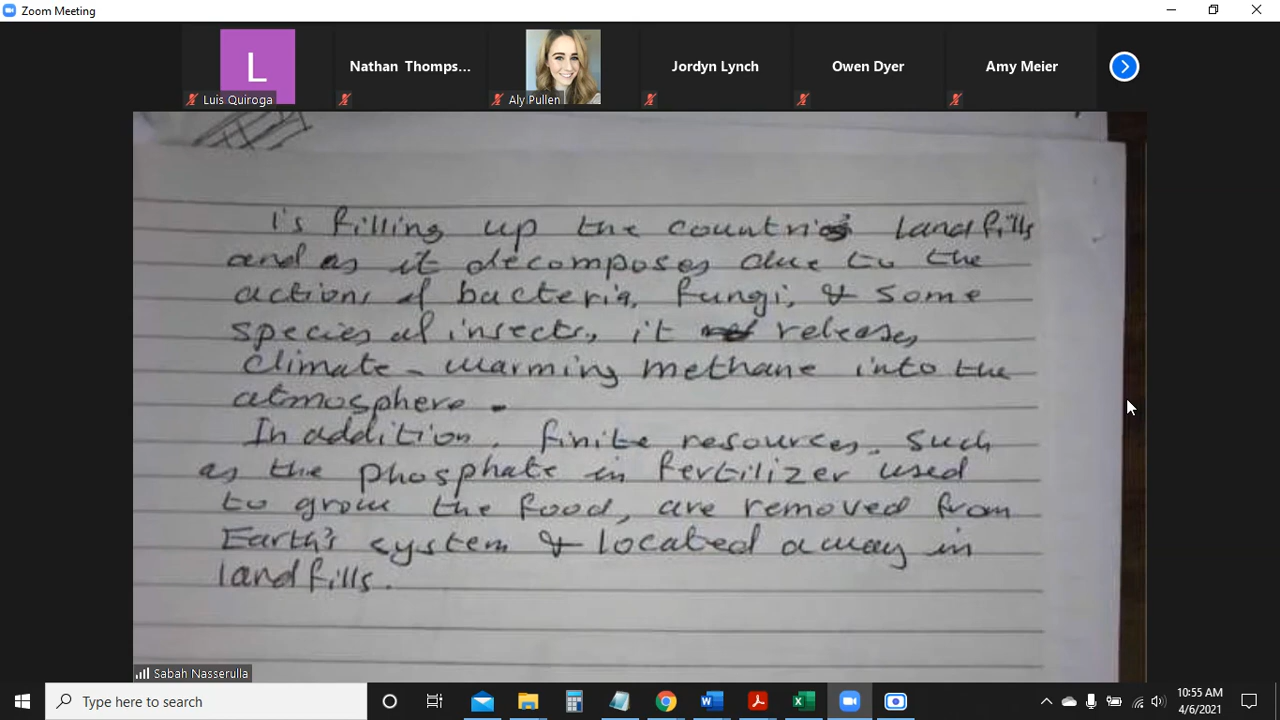 Zoom Meeting
L
Luis Quiroga
Nathan Thomps...
Aly Pullen
Jordyn Lynch
Owen Dyer
Amy Meier
is filling up the countries landfills
and as it decomposes due to the
actions of bacteria, fungi, & some
species of insects, it releases
climate - warming methane into the
atmosphere.
In addition, finite resources, such
as the phosphate in fertilizer used
to grow the food, are removed from
Earth's system & located away in
landfills.
Sabah Nasserulla
Type here to search
10:55 AM
4/6/2021